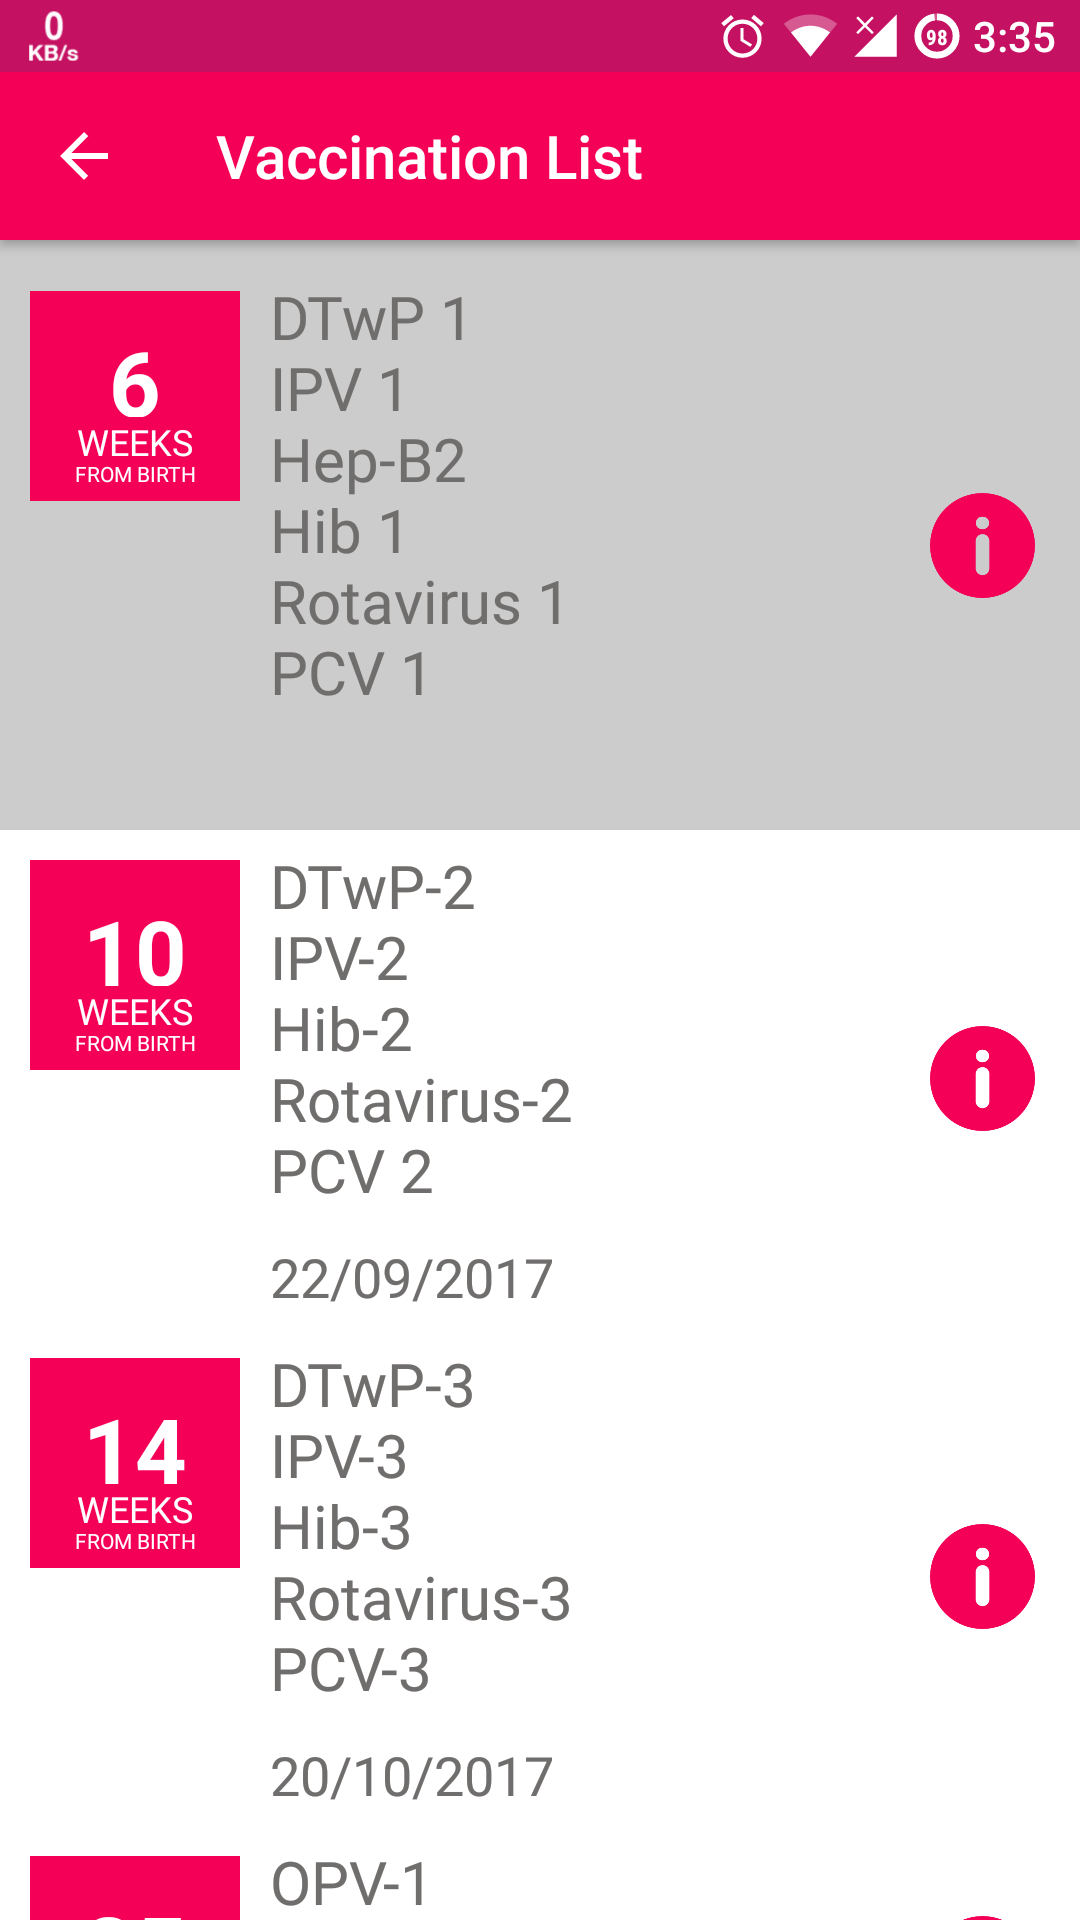 0
KB/s
98
3:35
Vaccination List
6
WEEKS
FROM BIRTH
DTwP 1
IPV 1
Hep-B2
Hib 1
Rotavirus 1
PCV 1
10
WEEKS
FROM BIRTH
DTwP-2
IPV-2
Hib-2
Rotavirus-2
PCV 2
22/09/2017
14
WEEKS
FROM BIRTH
DTwP-3
IPV-3
Hib-3
Rotavirus-3
PCV-3
20/10/2017
OPV-1